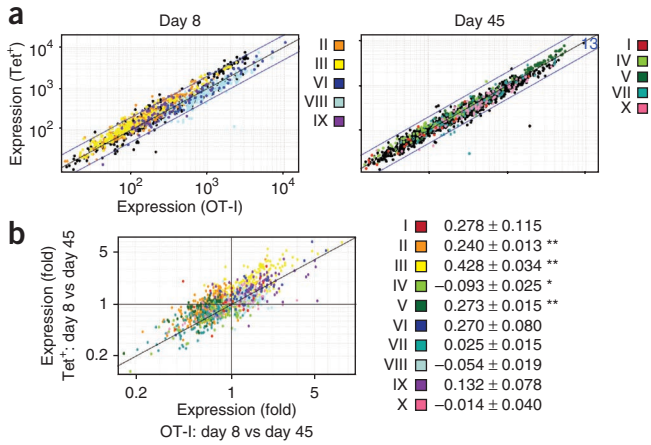 a
Day 8
Day 45
Expression (Tet+)
10^4
10^3
10^2
10^2
10^3
10^4
Expression (OT-I)
II
III
VI
VIII
IX
13
I
IV
V
VII
X
b
Expression (fold)
Tet+: day 8 vs day 45
5
1
0.2
0.2
1
5
Expression (fold)
OT-I: day 8 vs day 45
I 0.278 ± 0.115
II 0.240 ± 0.013 **
III 0.428 ± 0.034 **
IV –0.093 ± 0.025 *
V 0.273 ± 0.015 **
VI 0.270 ± 0.080
VII 0.025 ± 0.015
VIII –0.054 ± 0.019
IX 0.132 ± 0.078
X –0.014 ± 0.040